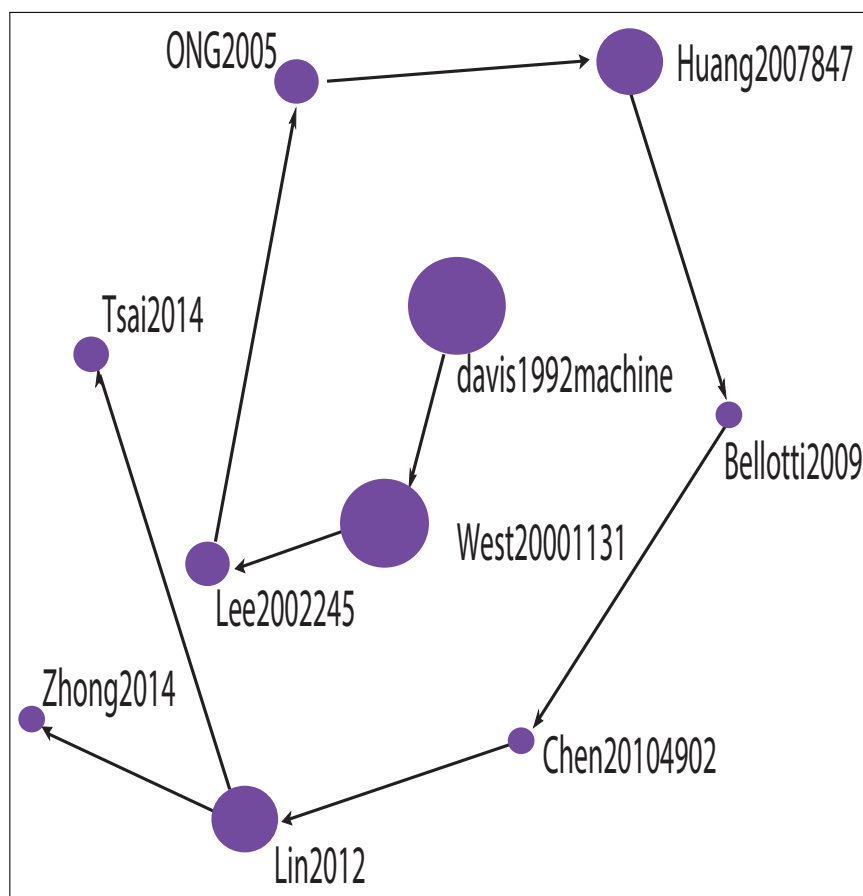 ONG2005
Huang2007847
Tsai2014
davis1992machine
Bellotti2009
West20001131
Lee2002245
Zhong2014
Chen20104902
Lin2012